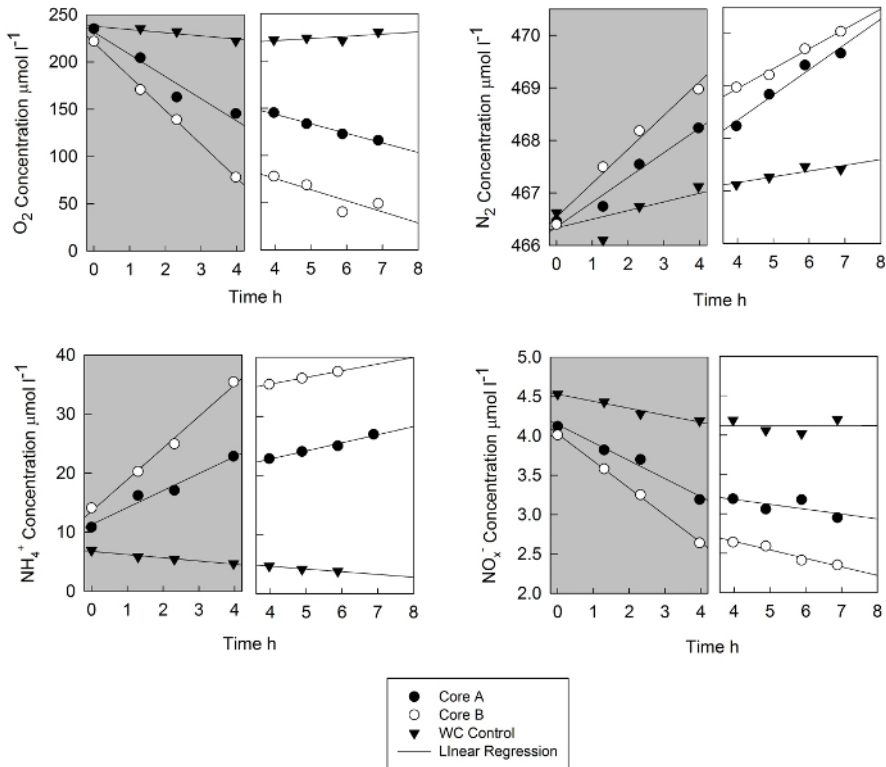 250
200
150
100
50
0
O₂ Concentration µmol l⁻¹
0 1 2 3 4
4 5 6 7 8
Time h
470
469
468
467
466
N₂ Concentration µmol l⁻¹
0 1 2 3 4
4 5 6 7 8
Time h
40
30
20
10
0
NH₄⁺ Concentration µmol l⁻¹
0 1 2 3 4
4 5 6 7 8
Time h
5.0
4.5
4.0
3.5
3.0
2.5
2.0
NOₓ⁻ Concentration µmol l⁻¹
0 1 2 3 4
4 5 6 7 8
Time h
Core A
Core B
WC Control
LInear Regression